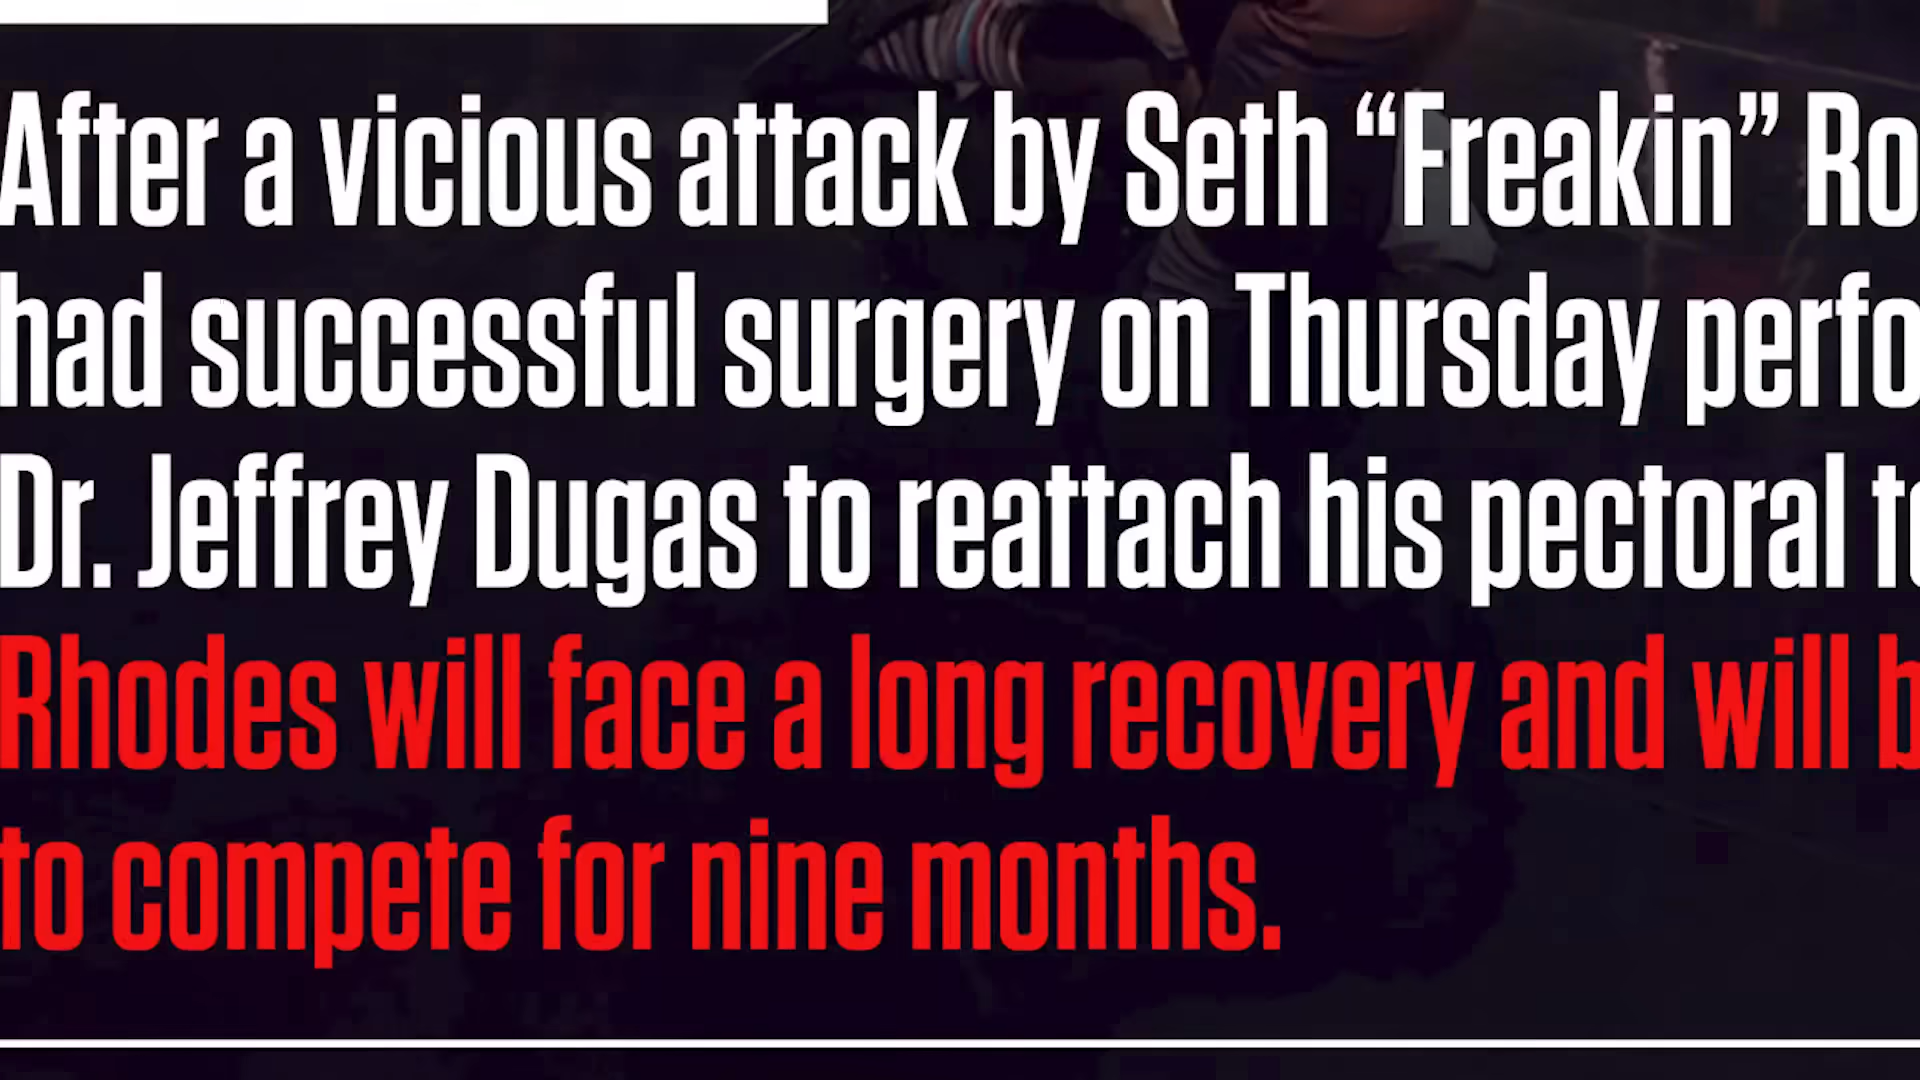 After a vicious attack by Seth “Freakin” Ro
had successful surgery on Thursday perfo
Dr. Jeffrey Dugas to reattach his pectoral t
Rhodes will face a long recovery and will b
to compete for nine months.